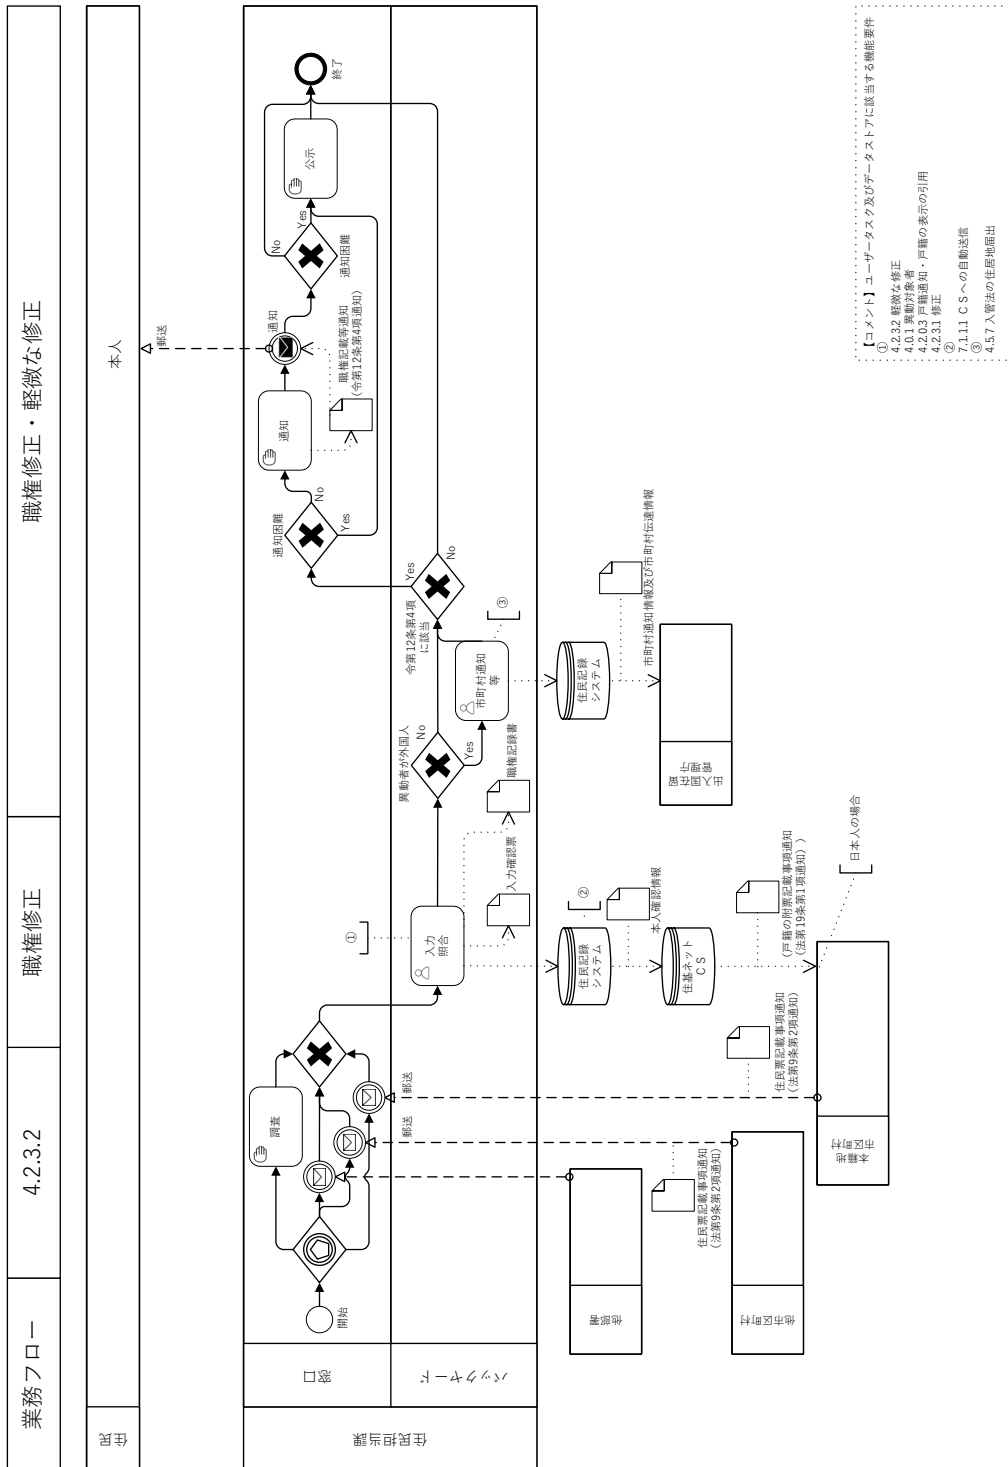 業務フロー
4.2.3.2
職権修正
職権修正・軽微な修正
住民
本人
郵送
住民担当課
窓口
バックヤード
開始
調査
郵送
郵送
入力
照合
①
入力確認票
職権記録書
異動者が外国人
No
Yes
市町村通知
等
③
令第12条第4項
に該当
Yes
No
通知困難
No
Yes
通知
通知
職権記載等通知
(令第12条第4項通知)
通知困難
No
Yes
公示
終了
住民記録
システム
②
本人確認情報
住基ネット
CS
(戸籍の附票記載事項通知
(法第19条第1項通知))
日本人の場合
住民記録
システム
市町村通知情報及び市町村伝達情報
出入国在留
管理庁
他部署
住民票記載事項通知
(法第9条第2項通知)
他市区町村
住民票記載事項通知
(法第9条第2項通知)
本籍地
市区町村
【コメント】ユーザータスク及びデータストアに該当する機能要件
①
4.2.3.2 軽微な修正
4.0.1 異動対象者
4.2.0.3 戸籍通知・戸籍の表示の引用
4.2.3.1 修正
②
7.1.1.1 CSへの自動送信
③
4.5.7 入管法の住居地届出